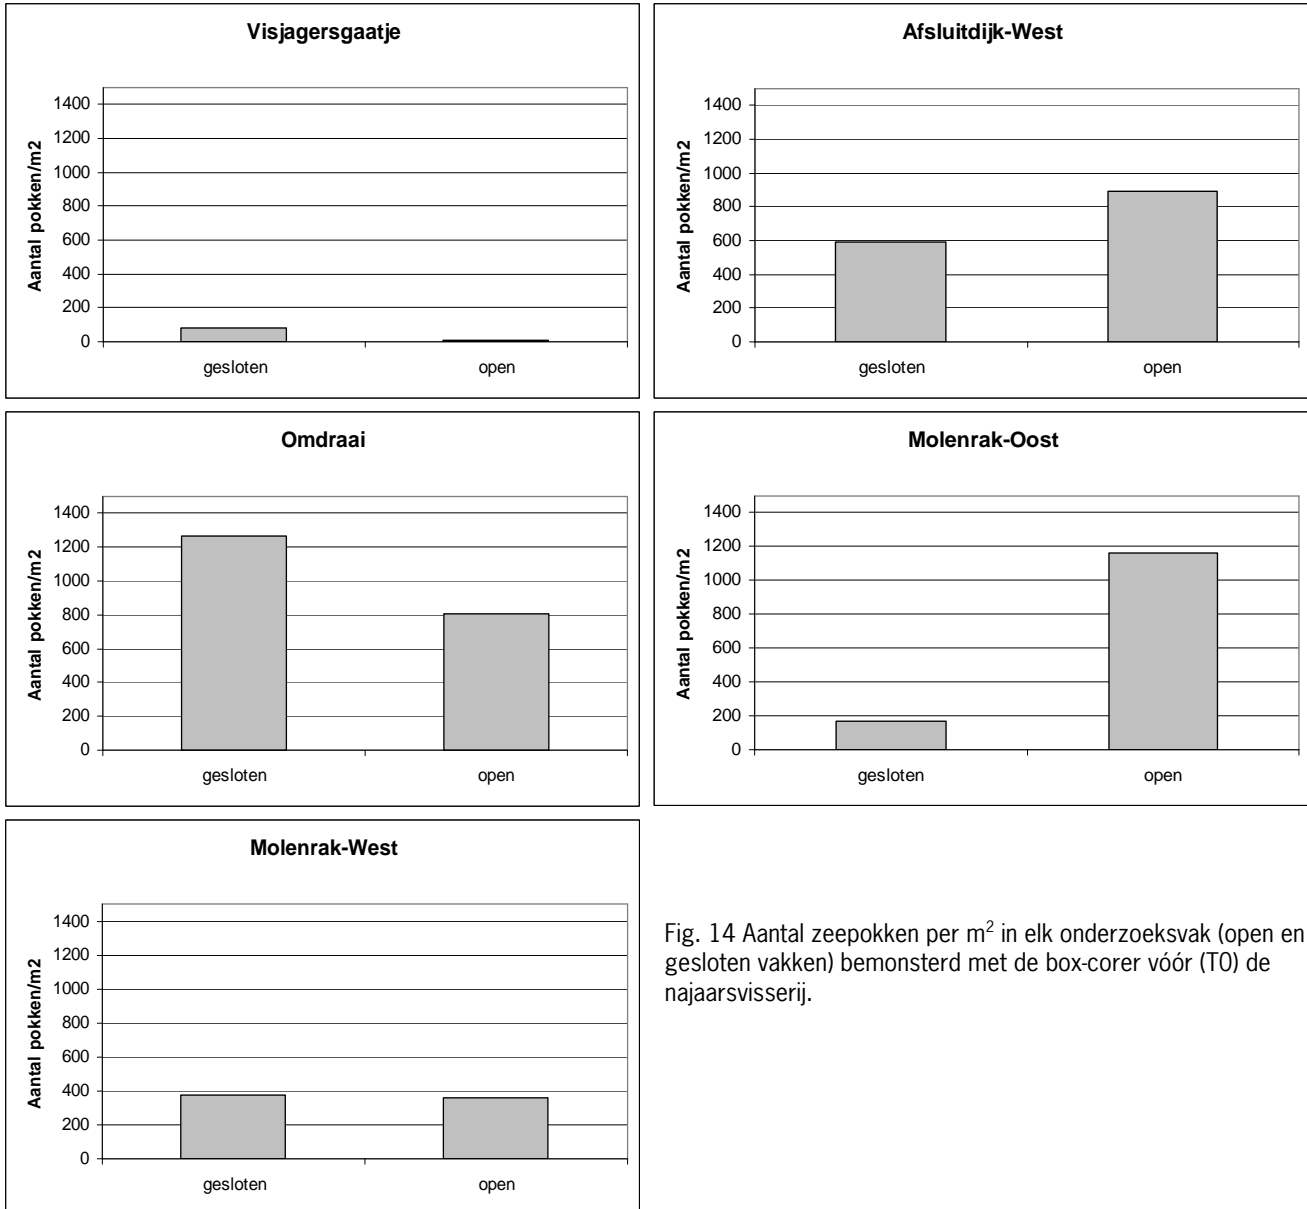 Visjagersgaatje
Aantal pokken/m2
1400
1200
1000
800
600
400
200
0
gesloten open
Afsluitdijk-West
Aantal pokken/m2
1400
1200
1000
800
600
400
200
0
gesloten open
Omdraai
Aantal pokken/m2
1400
1200
1000
800
600
400
200
0
gesloten open
Molenrak-Oost
Aantal pokken/m2
1400
1200
1000
800
600
400
200
0
gesloten open
Molenrak-West
Aantal pokken/m2
1400
1200
1000
800
600
400
200
0
gesloten open
Fig. 14 Aantal zeepokken per m² in elk onderzoeksvak (open en
gesloten vakken) bemonsterd met de box-corer vóór (T0) de
najaarsvisserij.